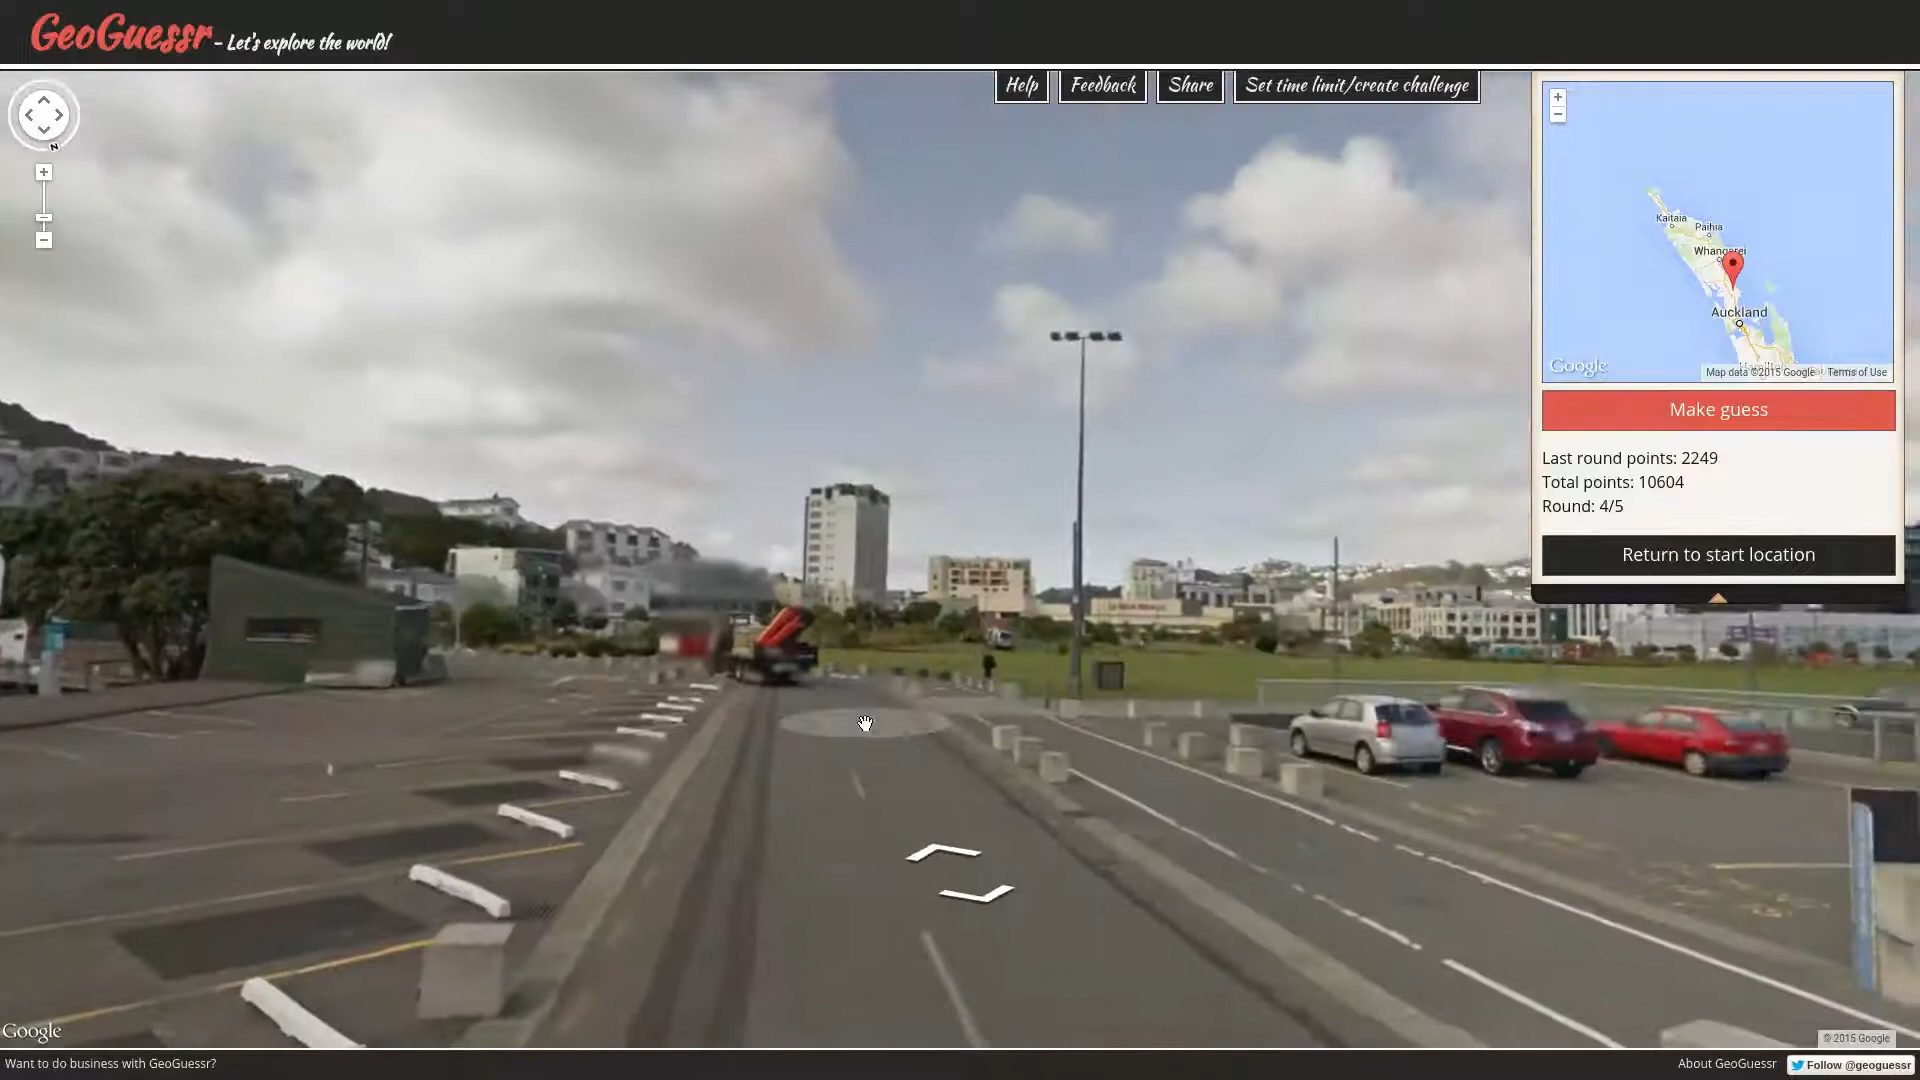 GeoGuessr - Let's explore the world!
Help
Feedback
Share
Set time limit/create challenge
N
Kaitaia
Paihia
Whangarei
Auckland
Google
Map data ©2015 Google
Terms of Use
Make guess
Last round points: 2249
Total points: 10604
Round: 4/5
Return to start location
Google
© 2015 Google
Want to do business with GeoGuessr?
About GeoGuessr
Follow @geoguessr